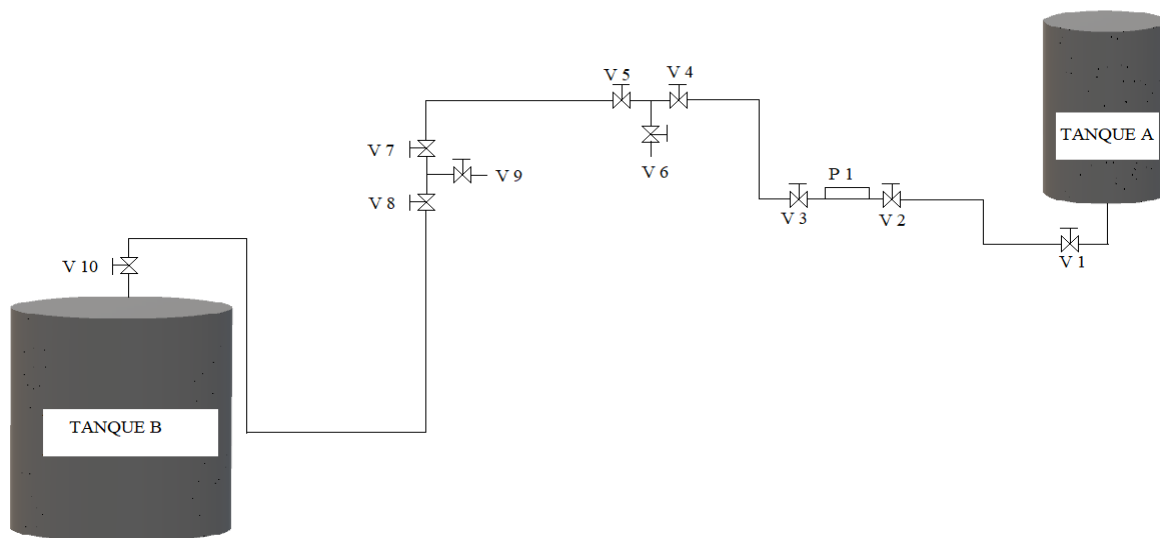 V 5
V 4
TANQUE A
V 7
V 6
V 9
P 1
V 8
V 3
V 2
V 1
V 10
TANQUE B